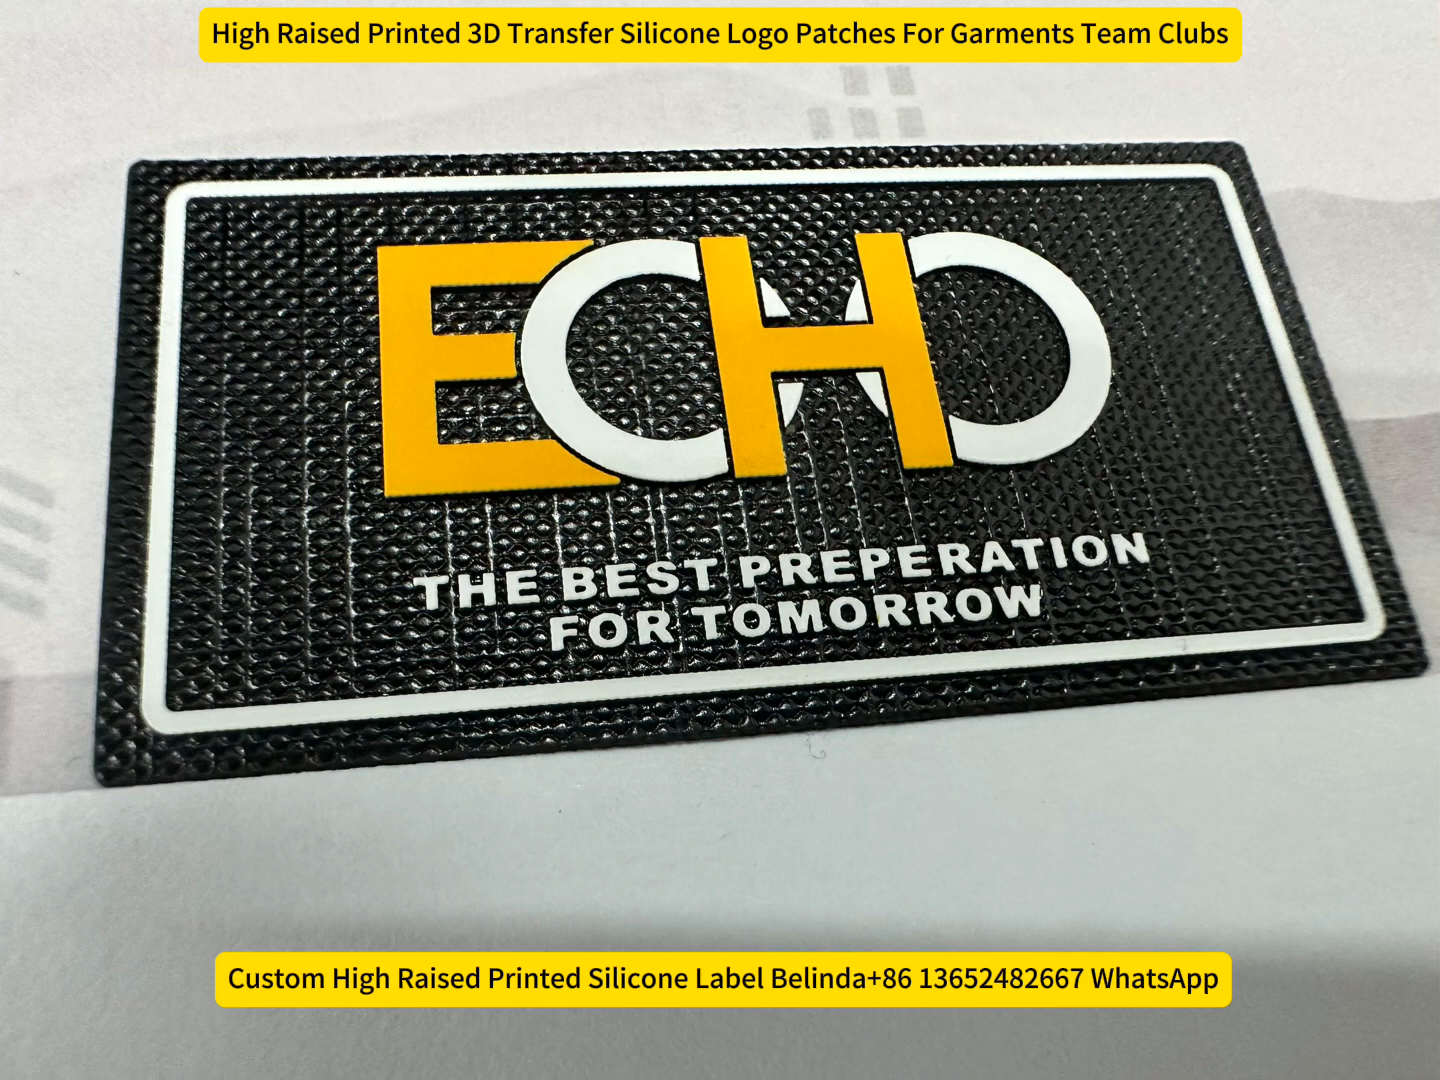 High Raised Printed 3D Transfer Silicone Logo Patches For Garments Team Clubs
ECHO
THE BEST PREPERATION
FOR TOMORROW
Custom High Raised Printed Silicone Label Belinda+86 13652482667 WhatsApp